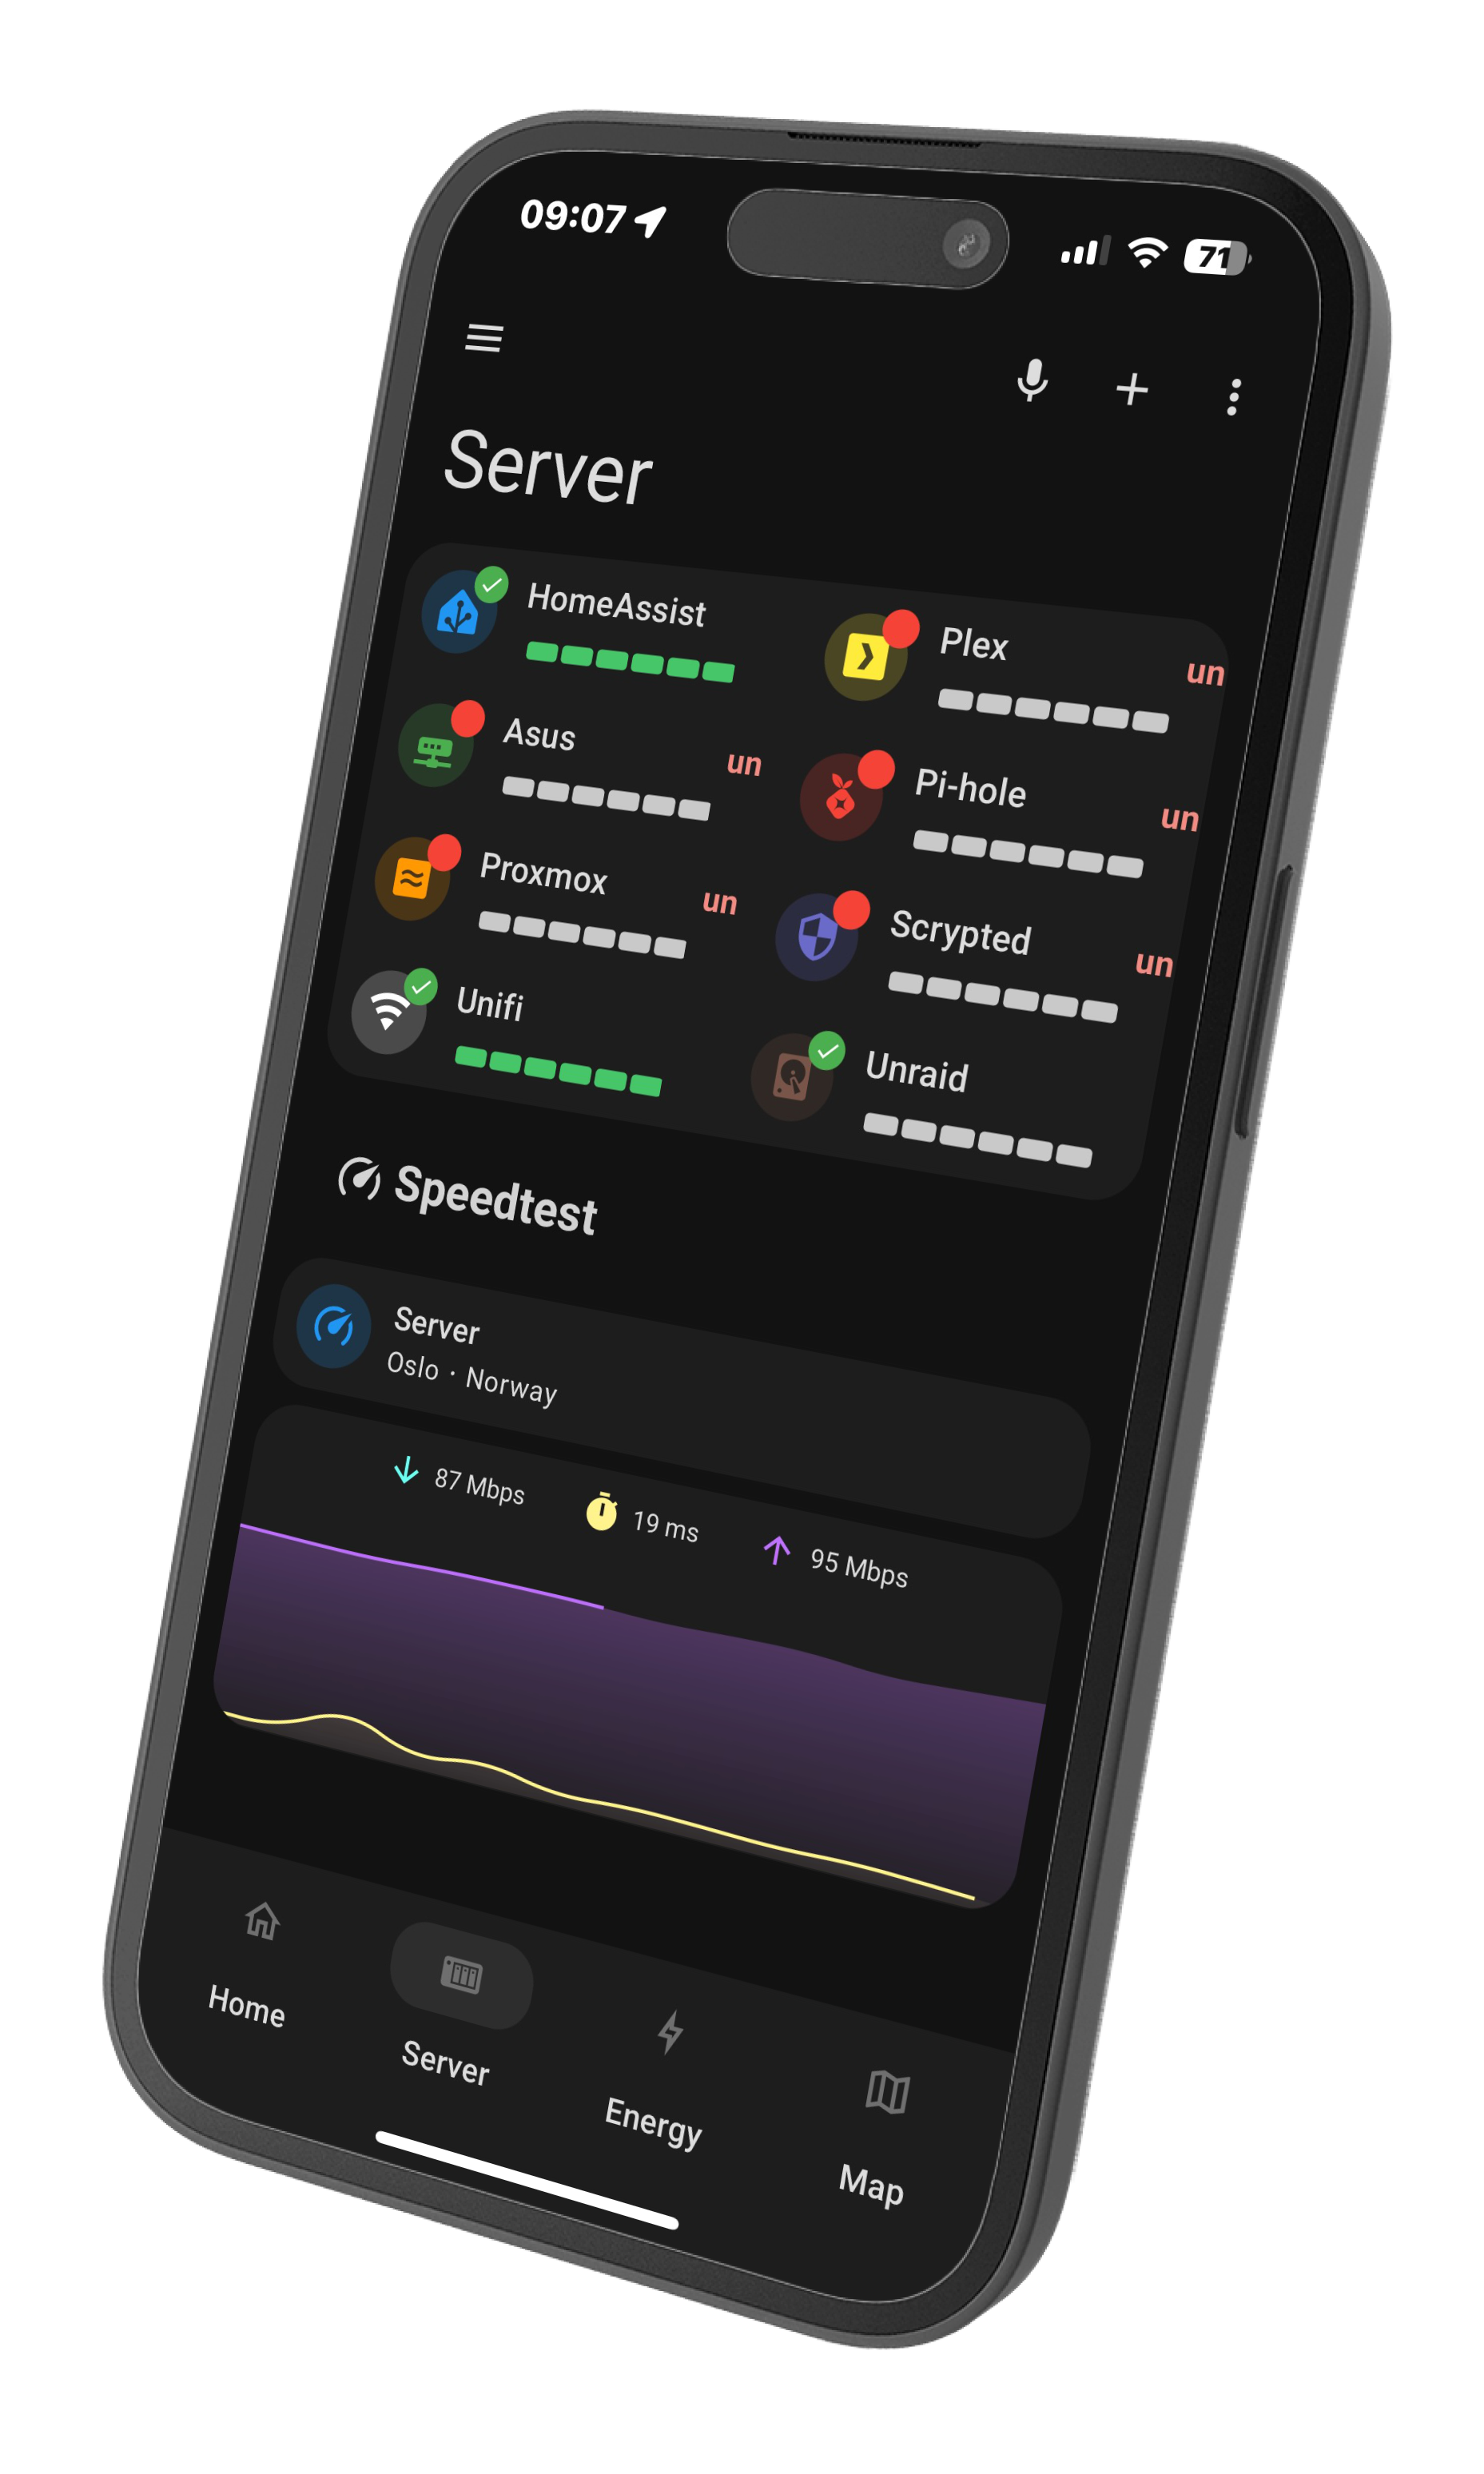 09:07
71
Server
HomeAssist
Plex
un
Asus
un
Pi-hole
un
Proxmox
un
Scrypted
un
Unifi
Unraid
Speedtest
Server
Oslo · Norway
87 Mbps
19 ms
95 Mbps
Home
Server
Energy
Map